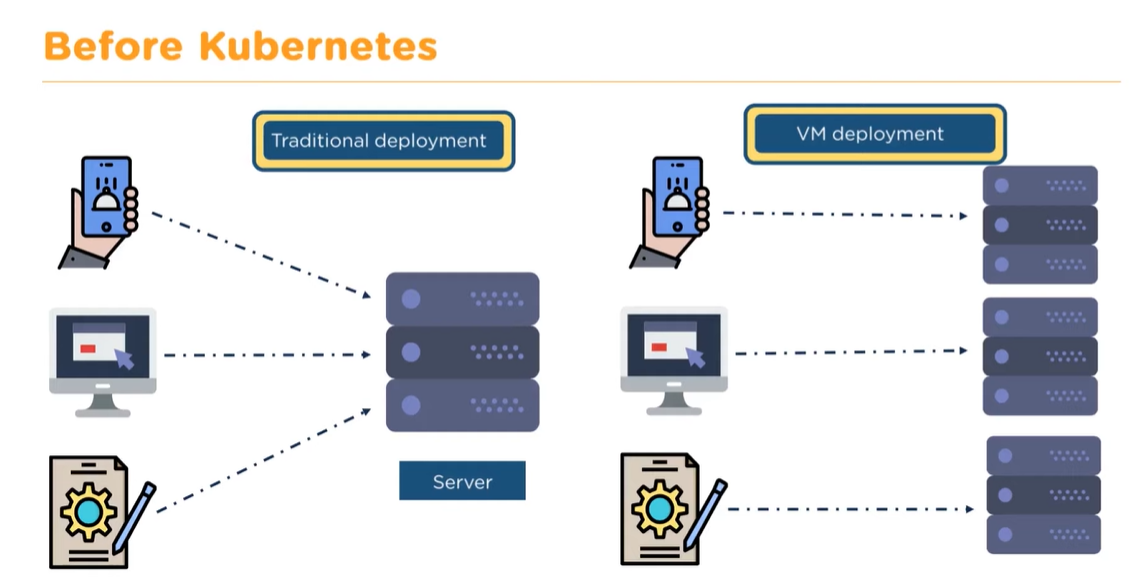 Before Kubernetes
Traditional deployment
VM deployment
Server